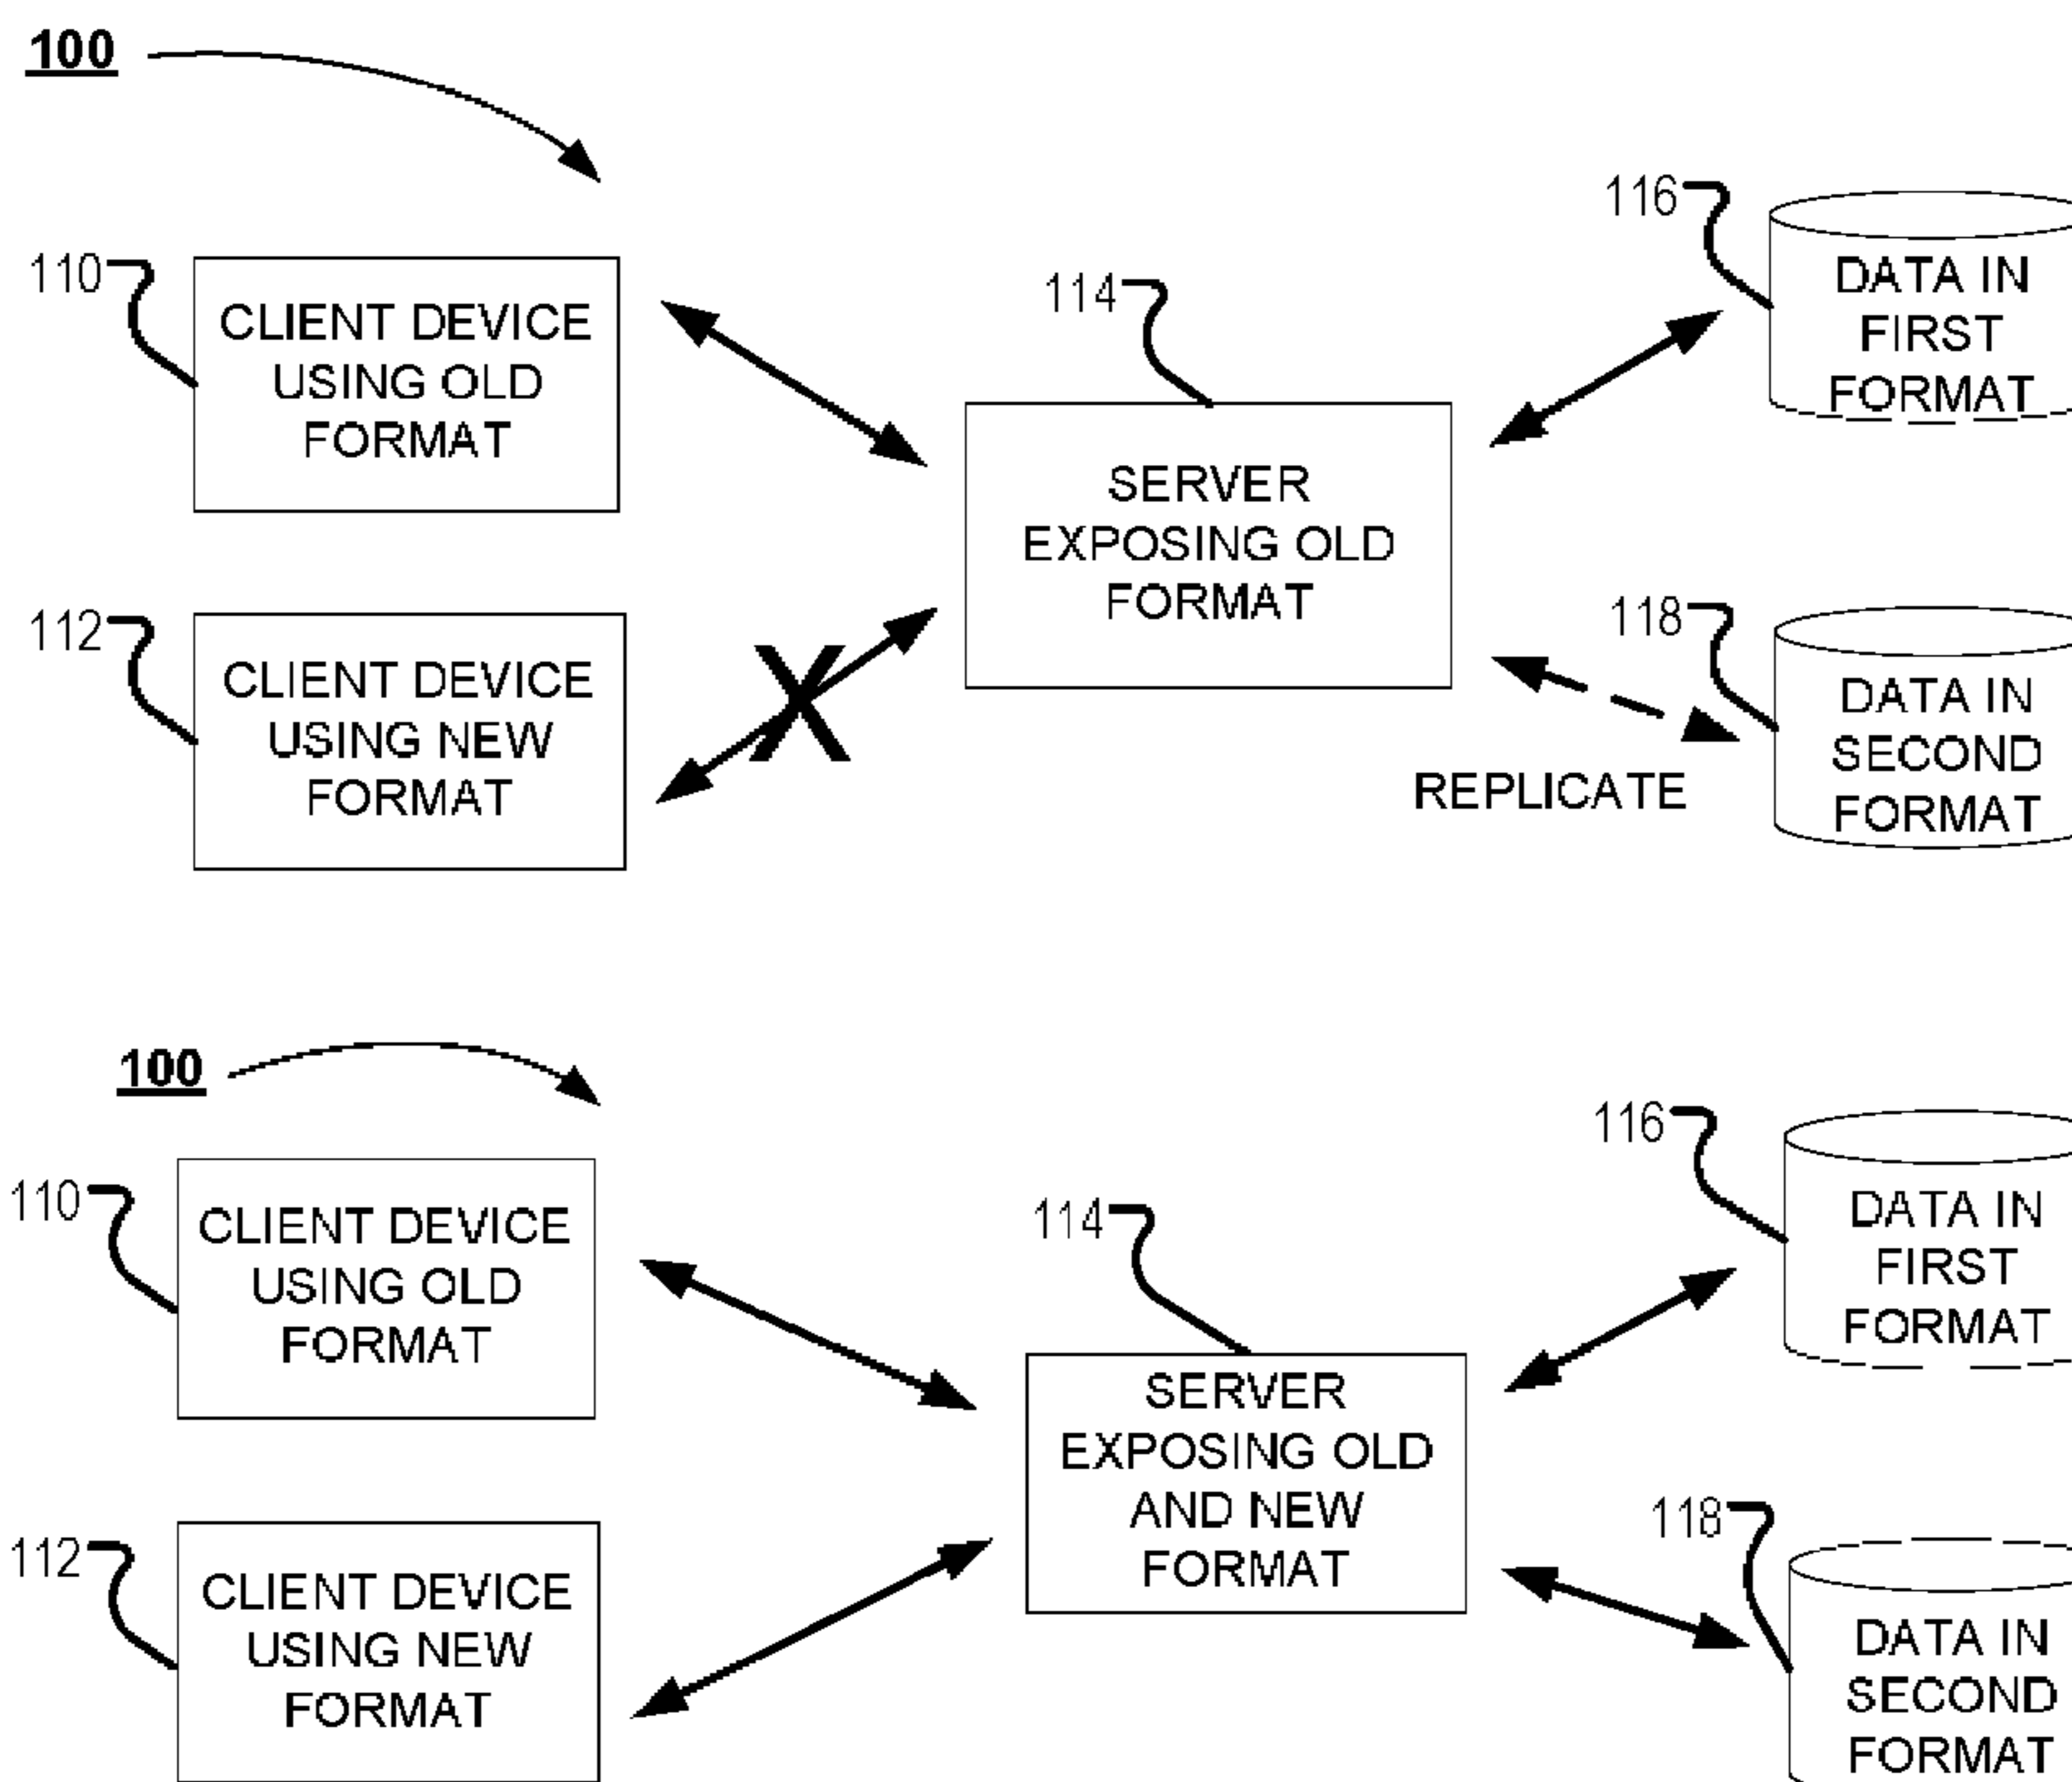 100
116
110
CLIENT DEVICE
USING OLD
FORMAT
114
DATA IN
FIRST
FORMAT
SERVER
EXPOSING OLD
FORMAT
112
CLIENT DEVICE
USING NEW
FORMAT
X
118
DATA IN
SECOND
FORMAT
REPLICATE
100
116
110
CLIENT DEVICE
USING OLD
FORMAT
114
DATA IN
FIRST
FORMAT
SERVER
EXPOSING OLD
AND NEW
FORMAT
112
CLIENT DEVICE
USING NEW
FORMAT
118
DATA IN
SECOND
FORMAT